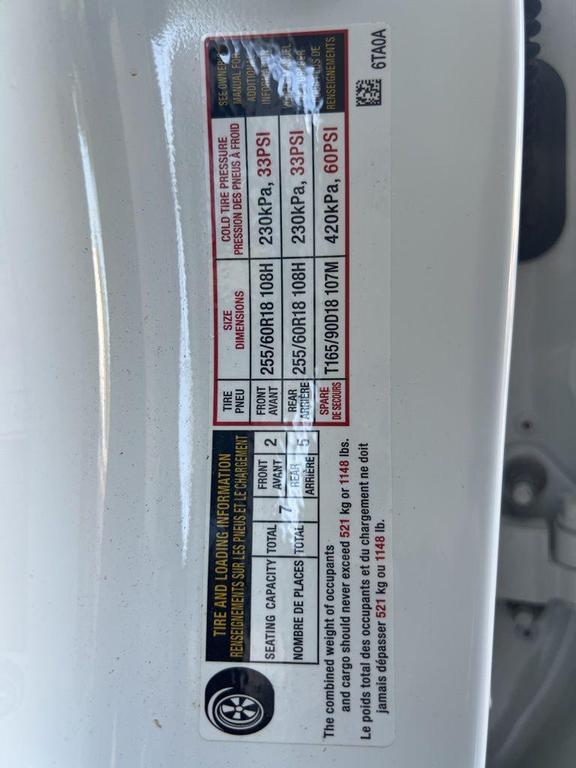 TIRE AND LOADING INFORMATION
RENSEIGNEMENTS SUR LES PNEUS ET LE CHARGEMENT
SEATING CAPACITY TOTAL 7 FRONT 2
AVANT
NOMBRE DE PLACES TOTAL REAR 5
ARRIÈRE
The combined weight of occupants
and cargo should never exceed 521 kg or 1148 lbs.
Le poids total des occupants et du chargement ne doit
jamais dépasser 521 kg ou 1148 lb.
TIRE SIZE COLD TIRE PRESSURE
PNEU DIMENSIONS PRESSION DES PNEUS À FROID
FRONT
AVANT 255/60R18 108H 230kPa, 33PSI
REAR
ARRIÈRE 255/60R18 108H 230kPa, 33PSI
SPARE
DE SECOURS T165/90D18 107M 420kPa, 60PSI
SEE OWNER
MANUAL FOR
ADDITIO
INFORMA
DE
RENSEIGNEMENTS
6TA0A